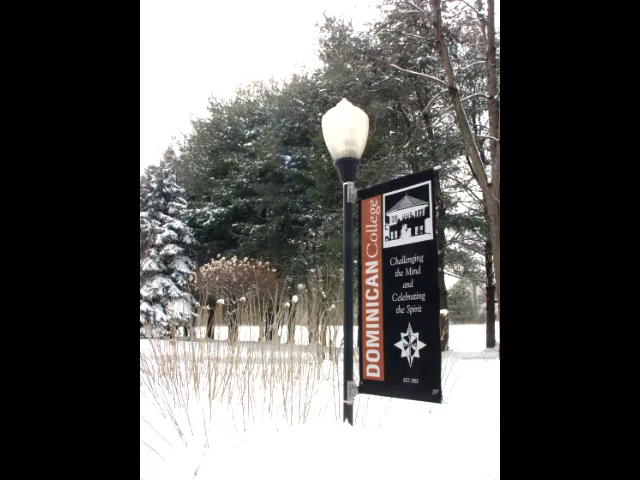 DOMINICAN College
Challenging
the Mind
and
Celebrating
the Spirit
EST. 1952